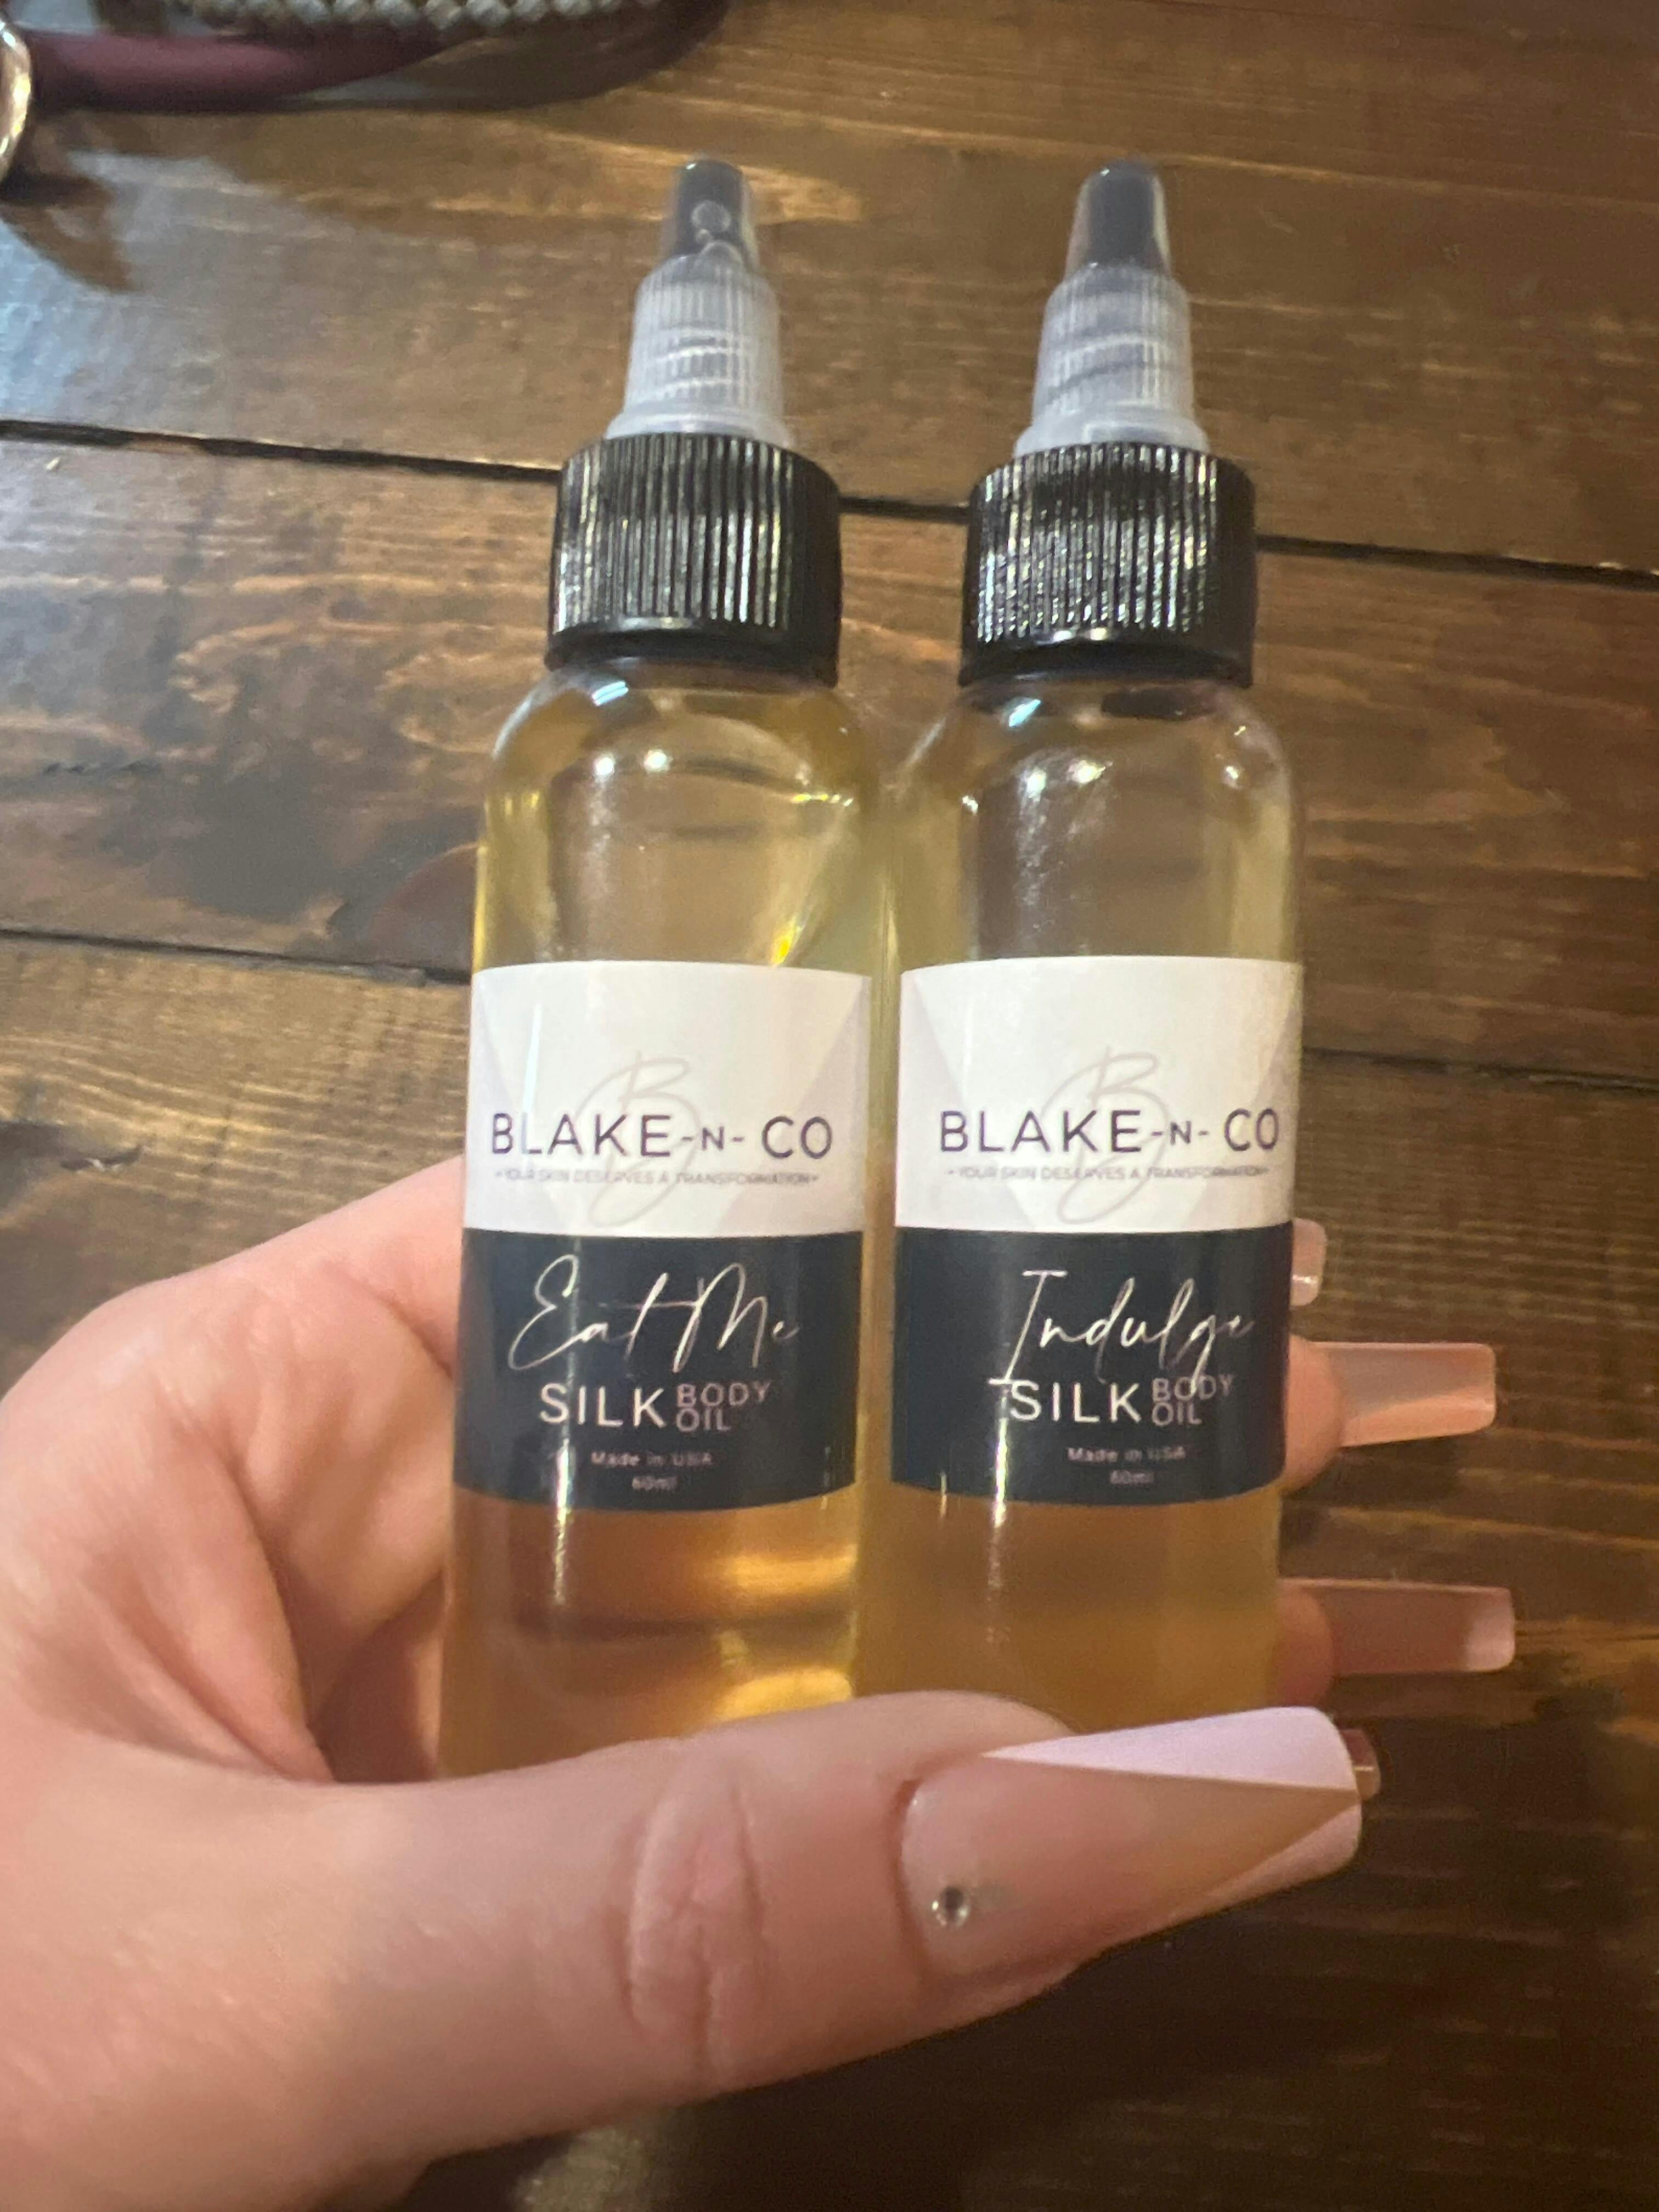 BLAKE-N-CO
• YOUR SKIN DESERVES A TRANSFORMATION •
Eat Me
SILK BODY OIL
Made in USA
60ml
BLAKE-N-CO
• YOUR SKIN DESERVES A TRANSFORMATION •
Indulge
SILK BODY OIL
Made in USA
60ml